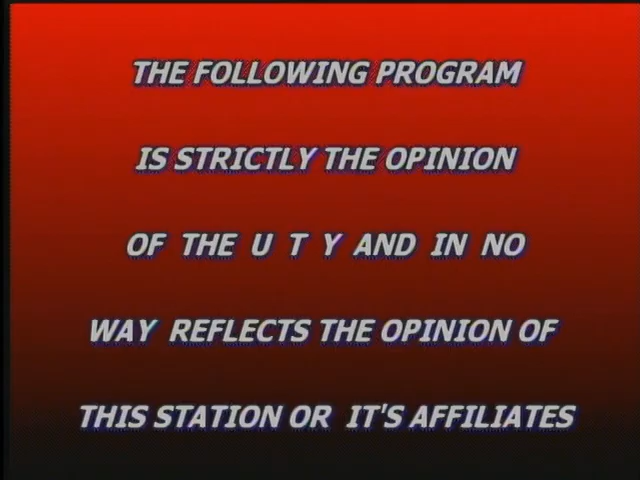 THE FOLLOWING PROGRAM
IS STRICTLY THE OPINION
OF THE U T Y AND IN NO
WAY REFLECTS THE OPINION OF
THIS STATION OR IT'S AFFILIATES